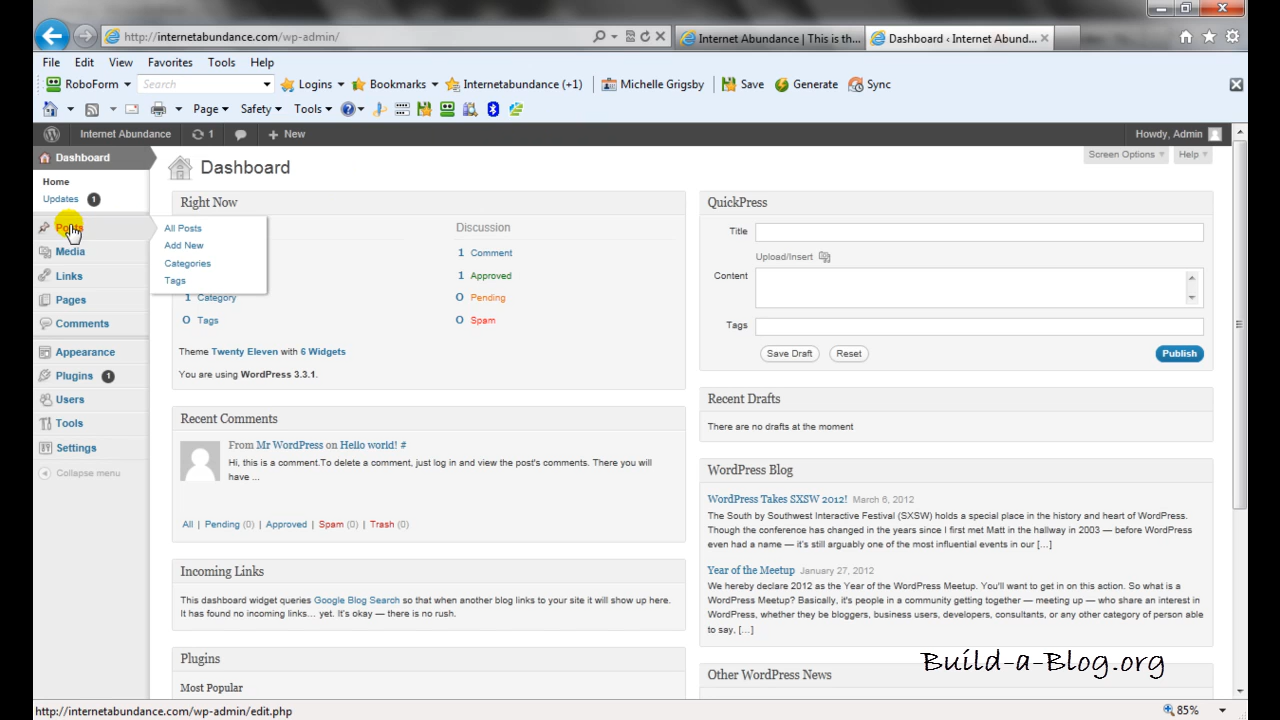 http://internetabundance.com/wp-admin/
Internet Abundance | This is th...
Dashboard ‹ Internet Abund...
File Edit View Favorites Tools Help
RoboForm Search Logins Bookmarks Internetabundance (+1) Michelle Grigsby Save Generate Sync
Page Safety Tools
Internet Abundance 1 New Howdy, Admin
Dashboard
Home
Updates 1
Posts
Media
Links
Pages
Comments
Appearance
Plugins 1
Users
Tools
Settings
Collapse menu
All Posts
Add New
Categories
Tags
Dashboard
Screen Options Help
Right Now
Discussion
1 Comment
1 Approved
1 Category
0 Pending
0 Tags
0 Spam
Theme Twenty Eleven with 6 Widgets
You are using WordPress 3.3.1.
Recent Comments
From Mr WordPress on Hello world! #
Hi, this is a comment.To delete a comment, just log in and view the post's comments. There you will
have ...
All | Pending (0) | Approved | Spam (0) | Trash (0)
Incoming Links
This dashboard widget queries Google Blog Search so that when another blog links to your site it will show up here.
It has found no incoming links… yet. It's okay — there is no rush.
Plugins
Most Popular
QuickPress
Title
Upload/Insert
Content
Tags
Save Draft Reset Publish
Recent Drafts
There are no drafts at the moment
WordPress Blog
WordPress Takes SXSW 2012! March 6, 2012
The South by Southwest Interactive Festival (SXSW) holds a special place in the history and heart of WordPress.
Though the conference has changed in the years since I first met Matt in the hallway in 2003 — before WordPress
even had a name — it's still arguably one of the most influential events in our […]
Year of the Meetup January 27, 2012
We hereby declare 2012 as the Year of the WordPress Meetup. You'll want to get in on this action. So what is a
WordPress Meetup? Basically, it's people in a community getting together — meeting up — who share an interest in
WordPress, whether they be bloggers, business users, developers, consultants, or any other category of person able
to say. […]
Other WordPress News
Build-a-Blog.org
http://internetabundance.com/wp-admin/edit.php
85%